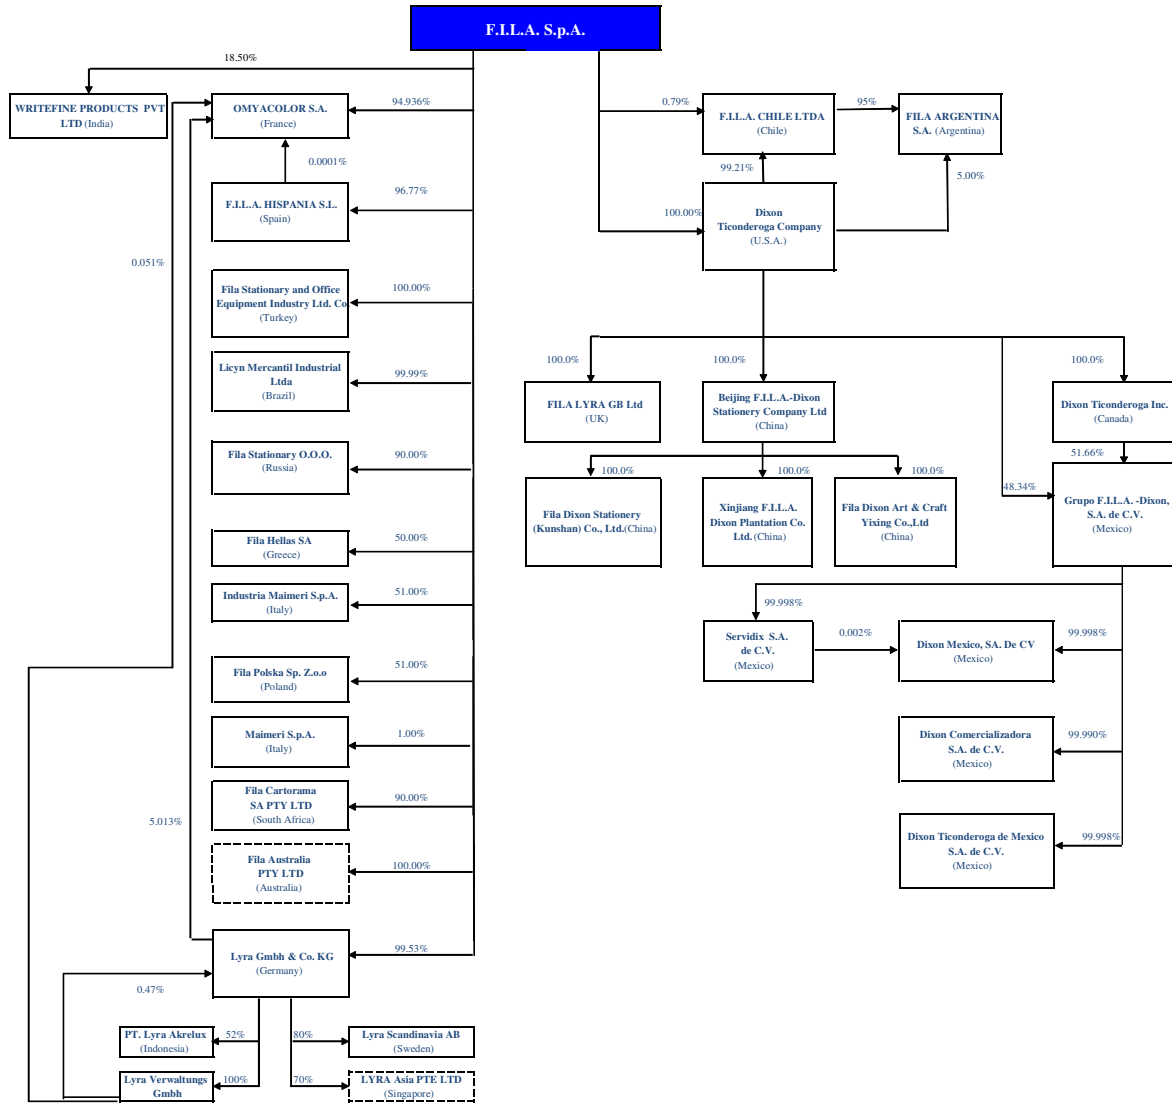 F.I.L.A. S.p.A.
18.50%
WRITEFINE PRODUCTS PVT
LTD (India)
OMYACOLOR S.A.
(France)
94.936%
0.79%
F.I.L.A. CHILE LTDA
(Chile)
95%
FILA ARGENTINA
S.A. (Argentina)
0.0001%
99.21%
5.00%
F.I.L.A. HISPANIA S.L.
(Spain)
96.77%
100.00%
Dixon
Ticonderoga Company
(U.S.A.)
0.051%
Fila Stationary and Office
Equipment Industry Ltd. Co
(Turkey)
100.00%
Licyn Mercantil Industrial
Ltda
(Brazil)
99.99%
100.0%
100.0%
100.0%
FILA LYRA GB Ltd
(UK)
Beijing F.I.L.A.-Dixon
Stationery Company Ltd
(China)
Dixon Ticonderoga Inc.
(Canada)
Fila Stationary O.O.O.
(Russia)
90.00%
51.66%
100.0%
100.0%
100.0%
48.34%
Fila Dixon Stationery
(Kunshan) Co., Ltd.(China)
Xinjiang F.I.L.A.
Dixon Plantation Co.
Ltd.(China)
Fila Dixon Art & Craft
Yixing Co.,Ltd
(China)
Grupo F.I.L.A. -Dixon,
S.A. de C.V.
(Mexico)
Fila Hellas SA
(Greece)
50.00%
Industria Maimeri S.p.A.
(Italy)
51.00%
99.998%
Servidix S.A.
de C.V.
(Mexico)
0.002%
Dixon Mexico, SA. De CV
(Mexico)
99.998%
Fila Polska Sp. Z.o.o
(Poland)
51.00%
Maimeri S.p.A.
(Italy)
1.00%
Dixon Comercializadora
S.A. de C.V.
(Mexico)
99.990%
Fila Cartorama
SA PTY LTD
(South Africa)
90.00%
5.013%
Dixon Ticonderoga de Mexico
S.A. de C.V.
(Mexico)
99.998%
Fila Australia
PTY LTD
(Australia)
100.00%
Lyra Gmbh & Co. KG
(Germany)
99.53%
0.47%
PT. Lyra Akrelux
(Indonesia)
52%
80%
Lyra Scandinavia AB
(Sweden)
Lyra Verwaltungs
Gmbh
100%
70%
LYRA Asia PTE LTD
(Singapore)